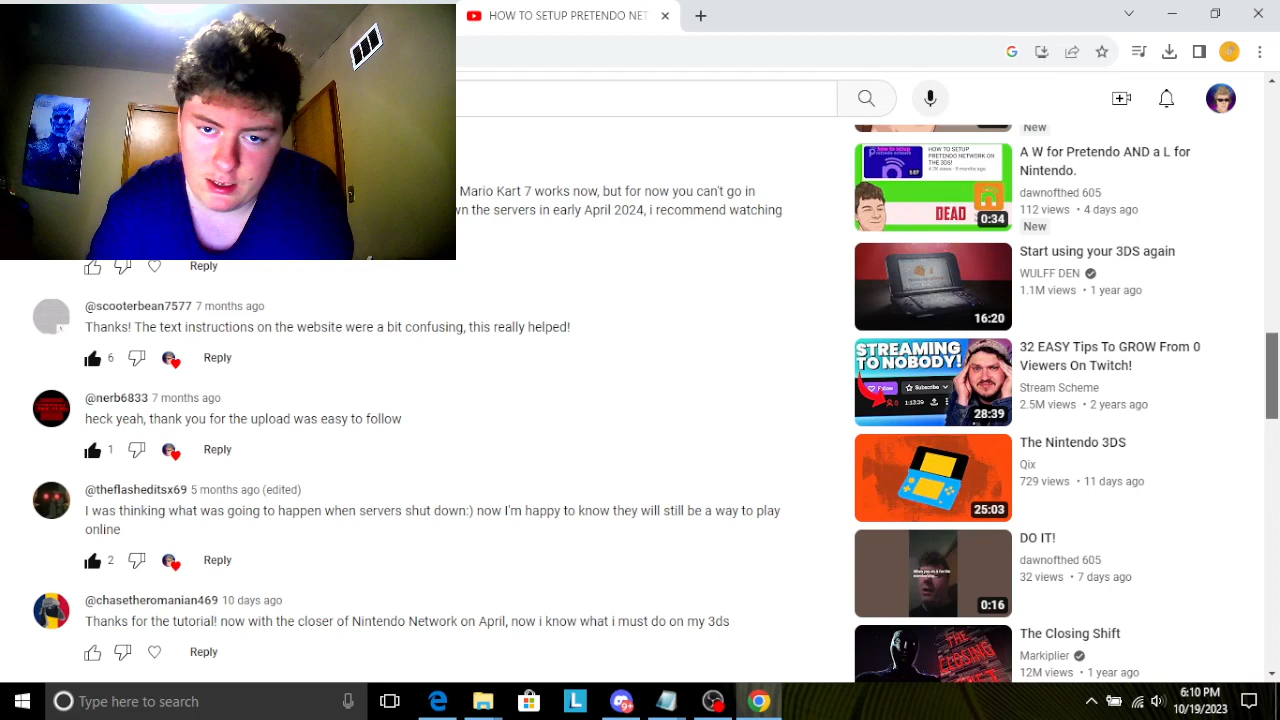 HOW TO SETUP PRETENDO NET
Mario Kart 7 works now, but for now you can't go in
wn the servers in early April 2024, i recommend watching
Reply
@scooterbean7577 7 months ago
Thanks! The text instructions on the website were a bit confusing, this really helped!
6 Reply
@nerb6833 7 months ago
heck yeah, thank you for the upload was easy to follow
1 Reply
@theflasheditsx69 5 months ago (edited)
I was thinking what was going to happen when servers shut down:) now I'm happy to know they will still be a way to play
online
2 Reply
@chasetheromanian469 10 days ago
Thanks for the tutorial! now with the closer of Nintendo Network on April, now i know what i must do on my 3ds
Reply
New
HOW TO SETUP
PRETENDO NETWORK ON
THE 3DS!
DEAD
0:34
A W for Pretendo AND a L for
Nintendo.
dawnofthed 605
112 views • 4 days ago
New
16:20
Start using your 3DS again
WULFF DEN
1.1M views • 1 year ago
STREAMING
TO NOBODY!
Follow
Subscribe
1:13:39
28:39
32 EASY Tips To GROW From 0
Viewers On Twitch!
Stream Scheme
2.5M views • 2 years ago
25:03
The Nintendo 3DS
Qix
729 views • 11 days ago
0:16
DO IT!
dawnofthed 605
32 views • 7 days ago
THE
CLOSING
The Closing Shift
Markiplier
12M views • 1 year ago
Type here to search
6:10 PM
10/19/2023